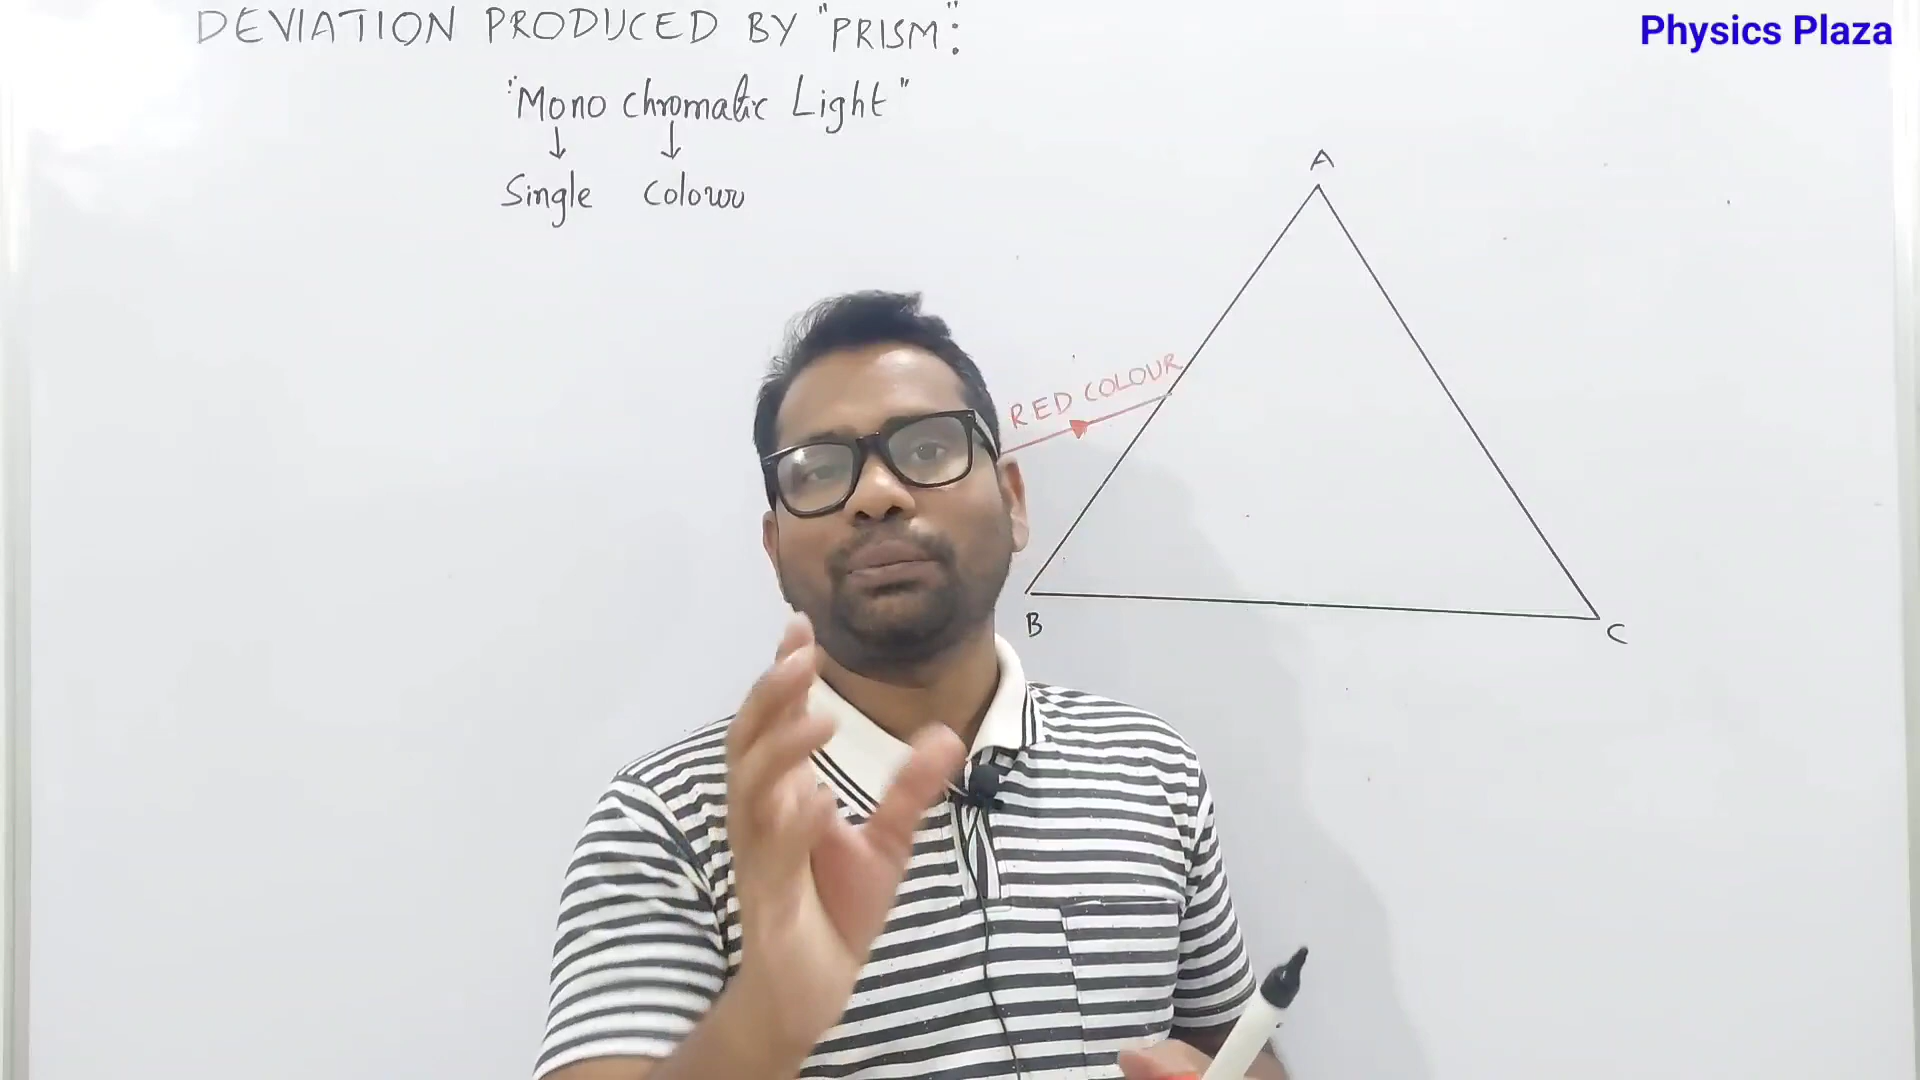 DEVIATION PRODUCED BY "PRISM":
Physics Plaza
"Mono chromatic Light"
Single colour
A
RED COLOUR
B
C